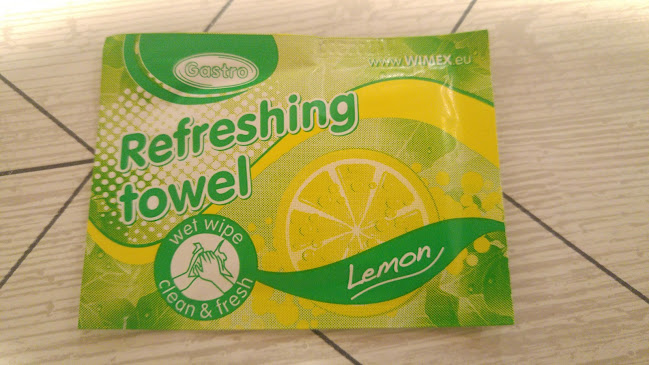 Gastro
www.WIMEX.eu
Refreshing
towel
wet wipe
clean & fresh
Lemon